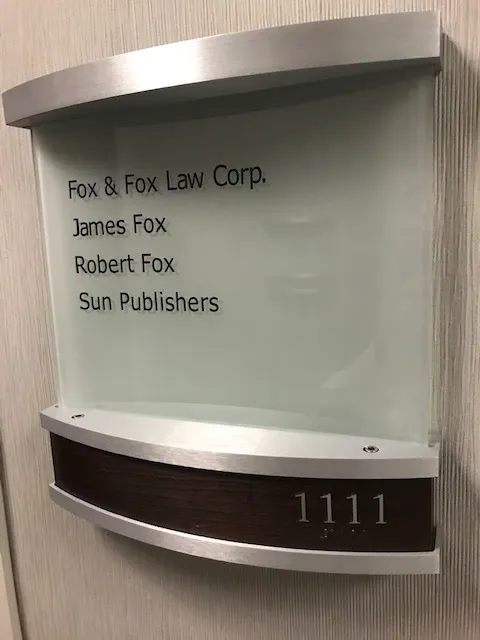 Fox & Fox Law Corp.
James Fox
Robert Fox
Sun Publishers
1111